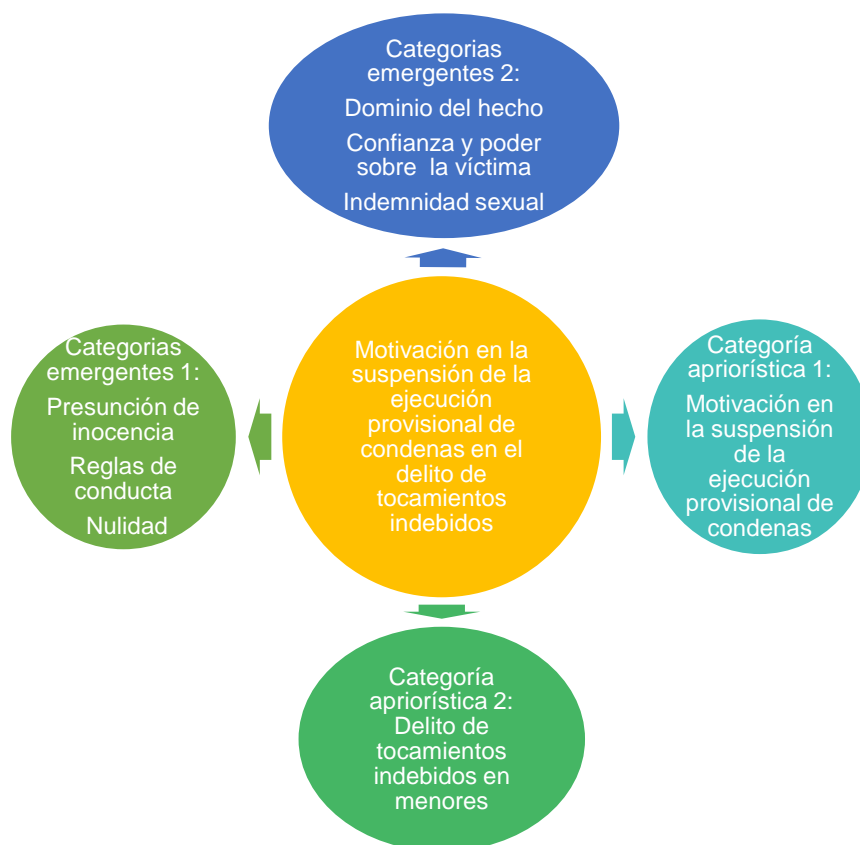 Categorias
emergentes 2:
Dominio del hecho
Confianza y poder
sobre la víctima
Indemnidad sexual
Categorias
emergentes 1:
Presunción de
inocencia
Reglas de
conducta
Nulidad
Motivación en la
suspensión de la
ejecución
provisional de
condenas en el
delito de
tocamientos
indebidos
Categoría
apriorística 1:
Motivación en
la suspensión
de la
ejecución
provisional de
condenas
Categoría
apriorística 2:
Delito de
tocamientos
indebidos en
menores